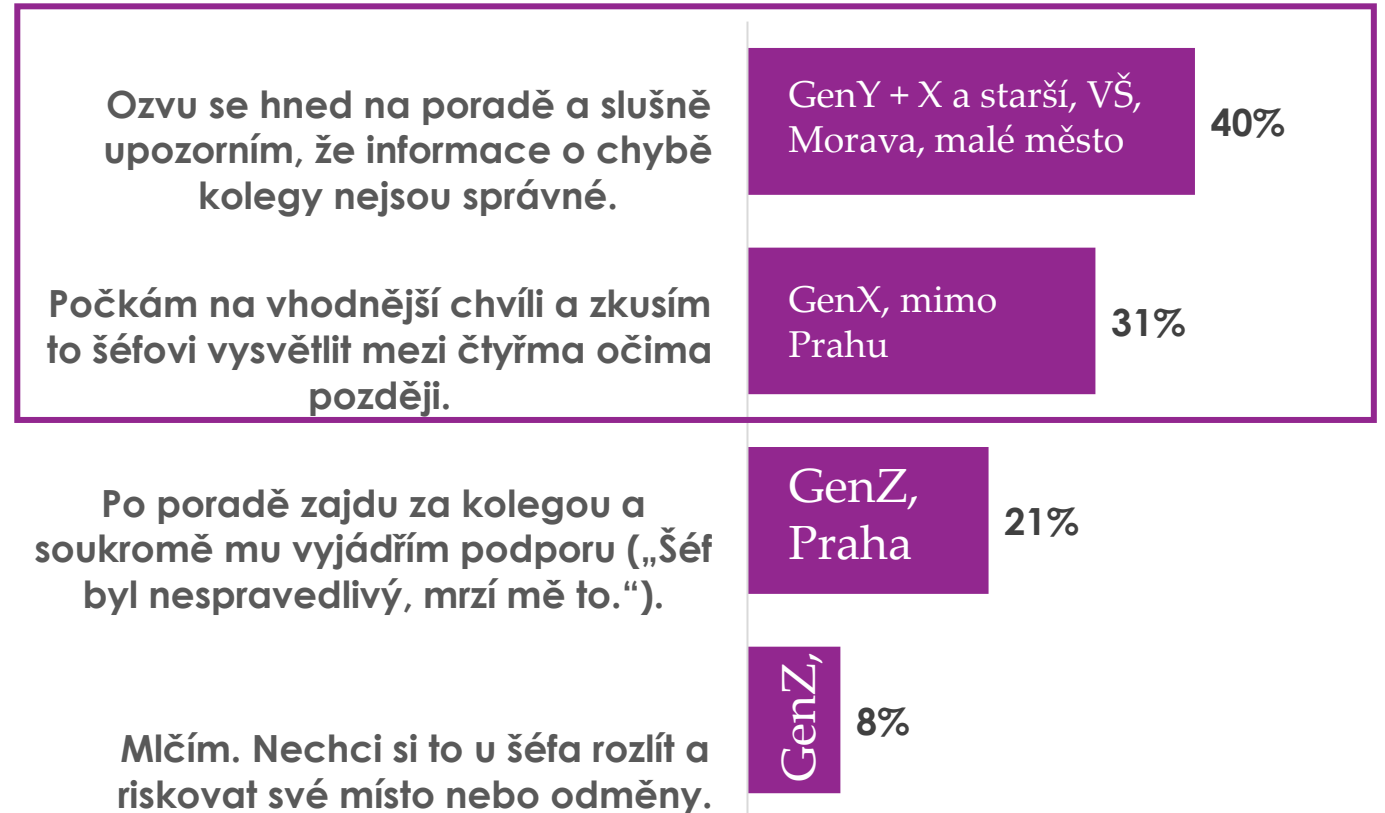 Ozvu se hned na poradě a slušně
upozorním, že informace o chybě
kolegy nejsou správné.
GenY + X a starší, VŠ,
Morava, malé město
40%
Počkám na vhodnější chvíli a zkusím
to šéfovi vysvětlit mezi čtyřma očima
později.
GenX, mimo
Prahu
31%
Po poradě zajdu za kolegou a
soukromě mu vyjádřím podporu („Šéf
byl nespravedlivý, mrzí mě to.“).
GenZ,
Praha
21%
Mlčím. Nechci si to u šéfa rozlít a
riskovat své místo nebo odměny.
GenZ,
8%